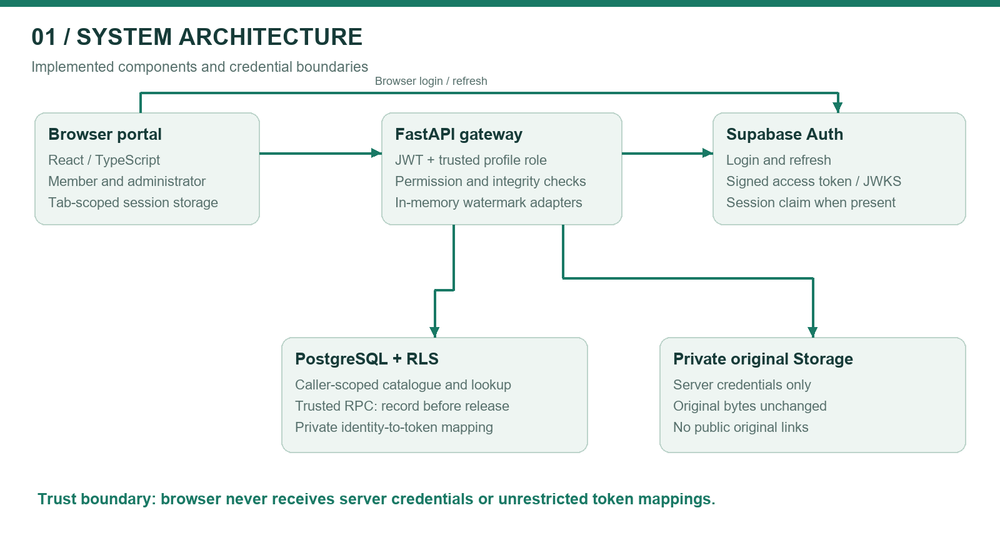 01 / SYSTEM ARCHITECTURE
Implemented components and credential boundaries
Browser login / refresh
Browser portal
React / TypeScript
Member and administrator
Tab-scoped session storage
FastAPI gateway
JWT + trusted profile role
Permission and integrity checks
In-memory watermark adapters
Supabase Auth
Login and refresh
Signed access token / JWKS
Session claim when present
PostgreSQL + RLS
Caller-scoped catalogue and lookup
Trusted RPC: record before release
Private identity-to-token mapping
Private original Storage
Server credentials only
Original bytes unchanged
No public original links
Trust boundary: browser never receives server credentials or unrestricted token mappings.